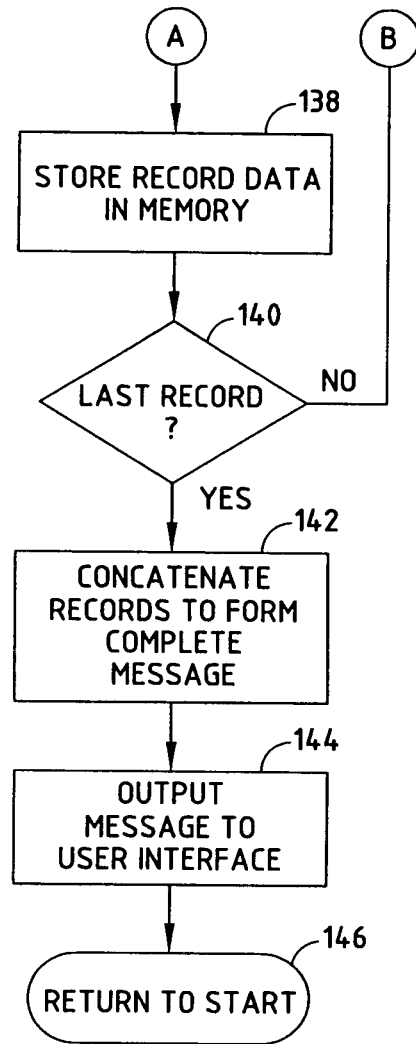 A
B
138
STORE RECORD DATA
IN MEMORY
140
LAST RECORD
?
NO
YES
142
CONCATENATE
RECORDS TO FORM
COMPLETE
MESSAGE
144
OUTPUT
MESSAGE TO
USER INTERFACE
146
RETURN TO START